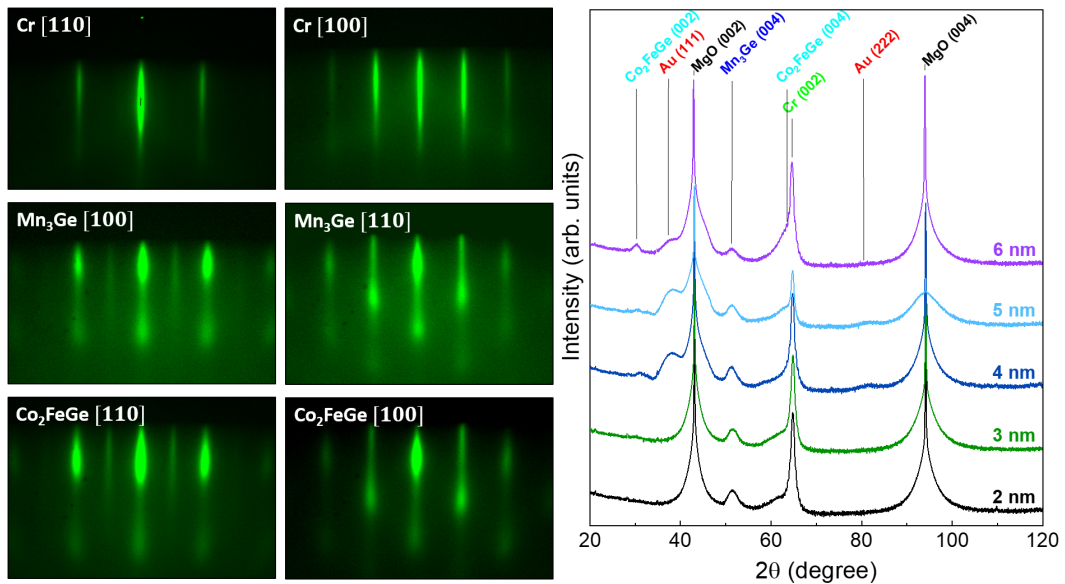 Cr [110]
Cr [100]
Mn₃Ge [100]
Mn₃Ge [110]
Co₂FeGe [110]
Co₂FeGe [100]
Co₂FeGe (002)
Au (111)
MgO (002)
Mn₃Ge (004)
Co₂FeGe (004)
Cr (002)
Au (222)
MgO (004)
Intensity (arb. units)
6 nm
5 nm
4 nm
3 nm
2 nm
20 40 60 80 100 120
2θ (degree)